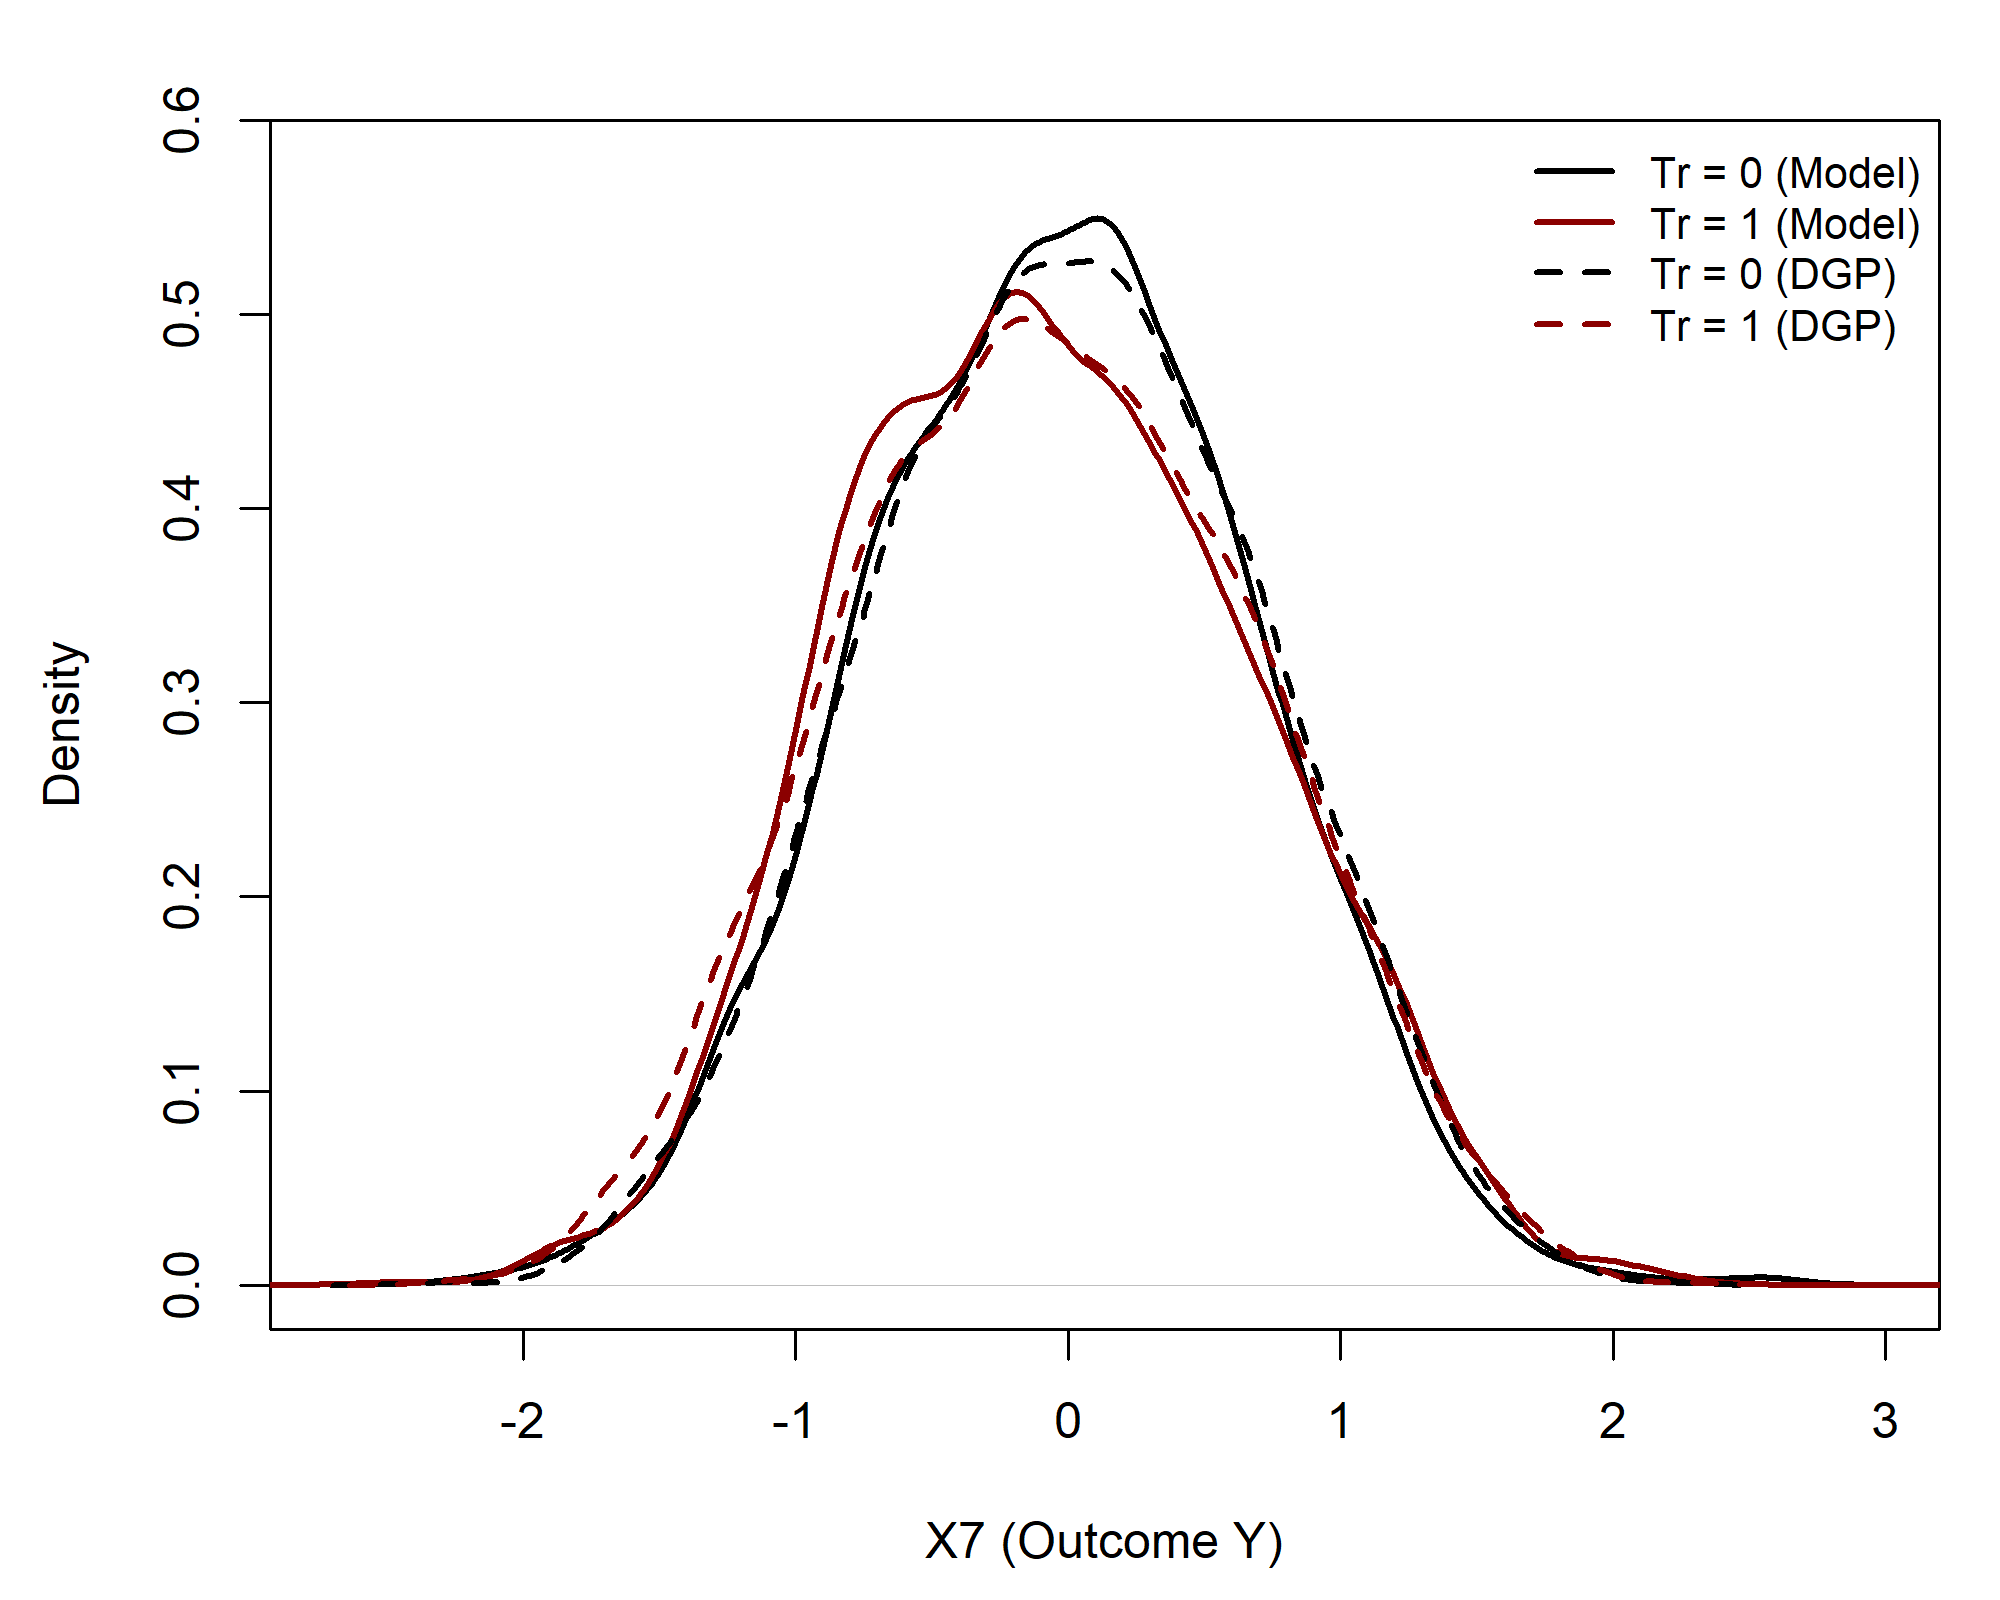 0.6
0.5
0.4
0.3
0.2
0.1
0.0
Density
Tr = 0 (Model)
Tr = 1 (Model)
Tr = 0 (DGP)
Tr = 1 (DGP)
-2 -1 0 1 2 3
X7 (Outcome Y)